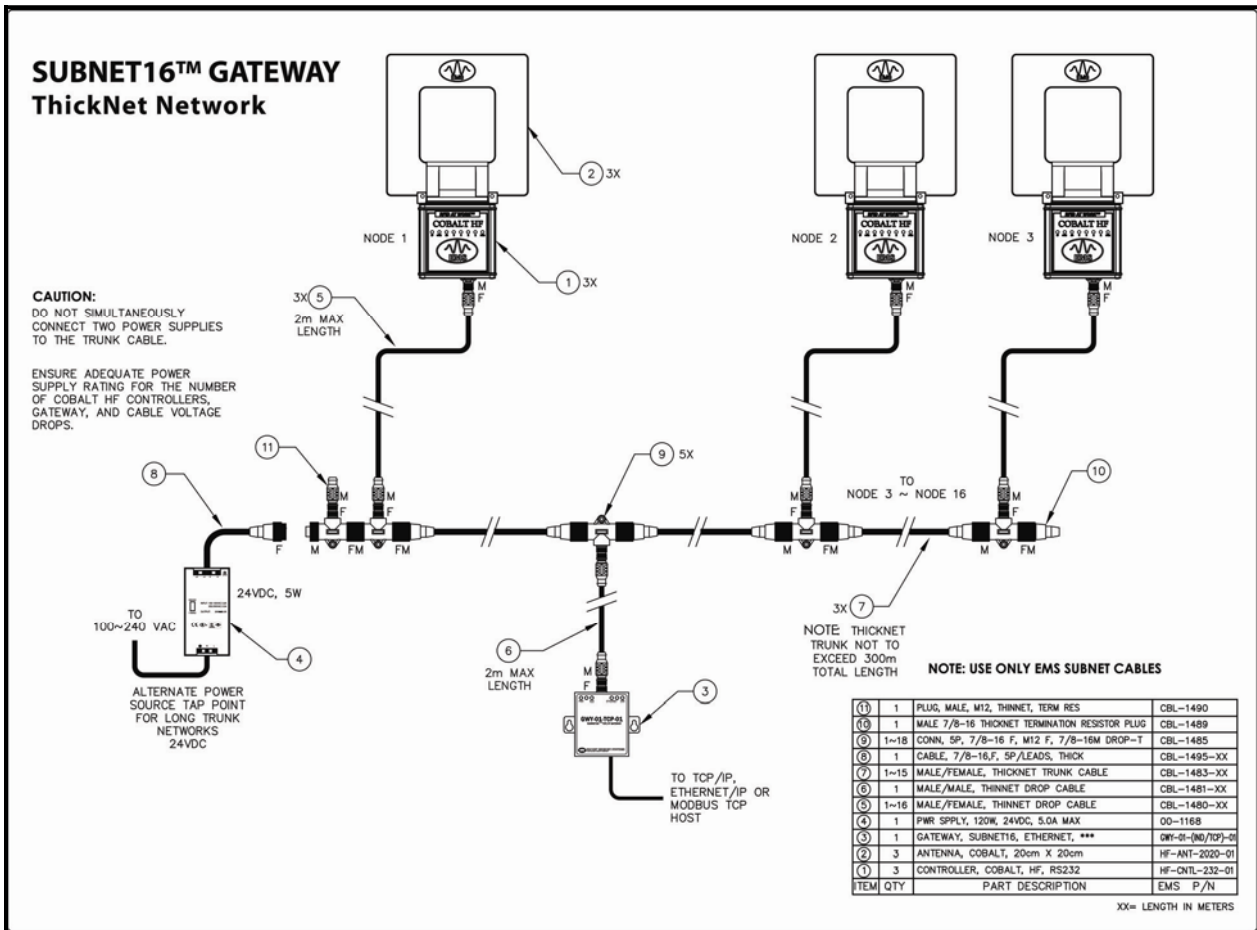 SUBNET16™ GATEWAY
ThickNet Network
EMS
EMS
EMS
2 3X
COBALT HF
EMS
COBALT HF
EMS
COBALT HF
EMS
NODE 1
NODE 2
NODE 3
1 3X
M
F
M
F
M
F
CAUTION:
DO NOT SIMULTANEOUSLY
CONNECT TWO POWER SUPPLIES
TO THE TRUNK CABLE.
3X 5
2m MAX
LENGTH
ENSURE ADEQUATE POWER
SUPPLY RATING FOR THE NUMBER
OF COBALT HF CONTROLLERS,
GATEWAY, AND CABLE VOLTAGE
DROPS.
11
9 5X
8
10
M
F
M
F
M
F
M
F
TO
NODE 3 ~ NODE 16
F
M
FM
FM
M
FM
M
FM
24VDC, 5W
TO
100~240 VAC
4
ALTERNATE POWER
SOURCE TAP POINT
FOR LONG TRUNK
NETWORKS
24VDC
6
2m MAX
LENGTH
M
F
GWY-01-TCP-01
3
TO TCP/IP,
ETHERNET/IP OR
MODBUS TCP
HOST
3X 7
NOTE THICKNET
TRUNK NOT TO
EXCEED 300m
TOTAL LENGTH
NOTE: USE ONLY EMS SUBNET CABLES
11 1 PLUG, MALE, M12, THINNET, TERM RES CBL-1490
10 1 MALE 7/8-16 THICKNET TERMINATION RESISTOR PLUG CBL-1489
9 1~18 CONN, 5P, 7/8-16 F, M12 F, 7/8-16M DROP-T CBL-1485
8 1 CABLE, 7/8-16,F, 5P/LEADS, THICK CBL-1495-XX
7 1~15 MALE/FEMALE, THICKNET TRUNK CABLE CBL-1483-XX
6 1 MALE/MALE, THINNET DROP CABLE CBL-1481-XX
5 1~16 MALE/FEMALE, THINNET DROP CABLE CBL-1480-XX
4 1 PWR SPPLY, 120W, 24VDC, 5.0A MAX 00-1168
3 1 GATEWAY, SUBNET16, ETHERNET, *** GWY-01-(IND/TCP)-01
2 3 ANTENNA, COBALT, 20cm X 20cm HF-ANT-2020-01
1 3 CONTROLLER, COBALT, HF, RS232 HF-CNTL-232-01
ITEM QTY PART DESCRIPTION EMS P/N
XX= LENGTH IN METERS